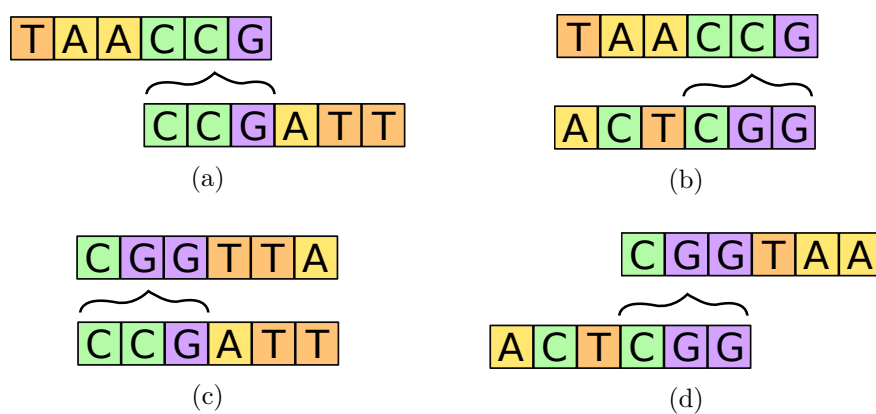 TAACCG
CCGATT
(a)
TAACCG
ACTCGG
(b)
CGGTTA
CCGATT
(c)
CGGTAA
ACTCGG
(d)